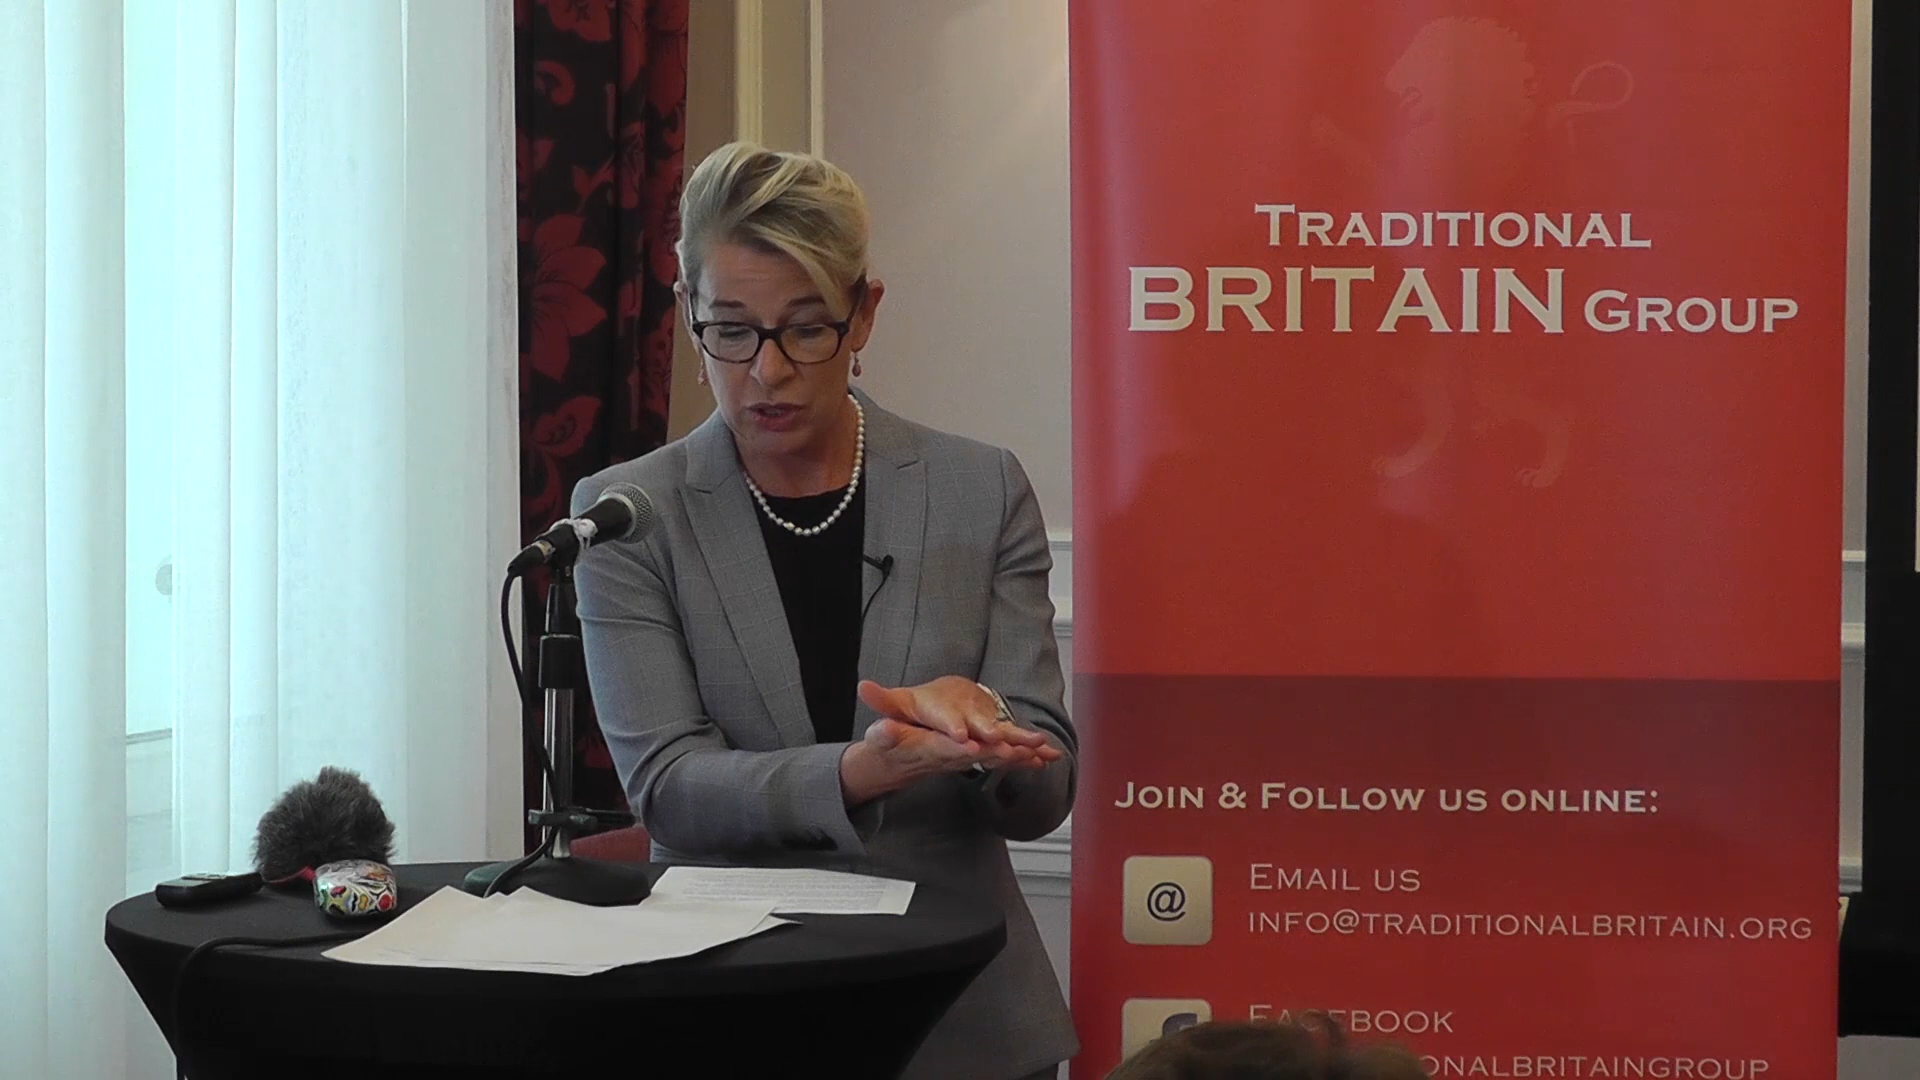 TRADITIONAL
BRITAIN GROUP
JOIN & FOLLOW US ONLINE:
@
EMAIL US
INFO@TRADITIONALBRITAIN.ORG
FACEBOOK